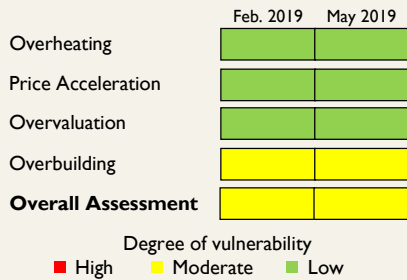 Feb. 2019 May 2019
Overheating
Price Acceleration
Overvaluation
Overbuilding
Overall Assessment
Degree of vulnerability
High Moderate Low